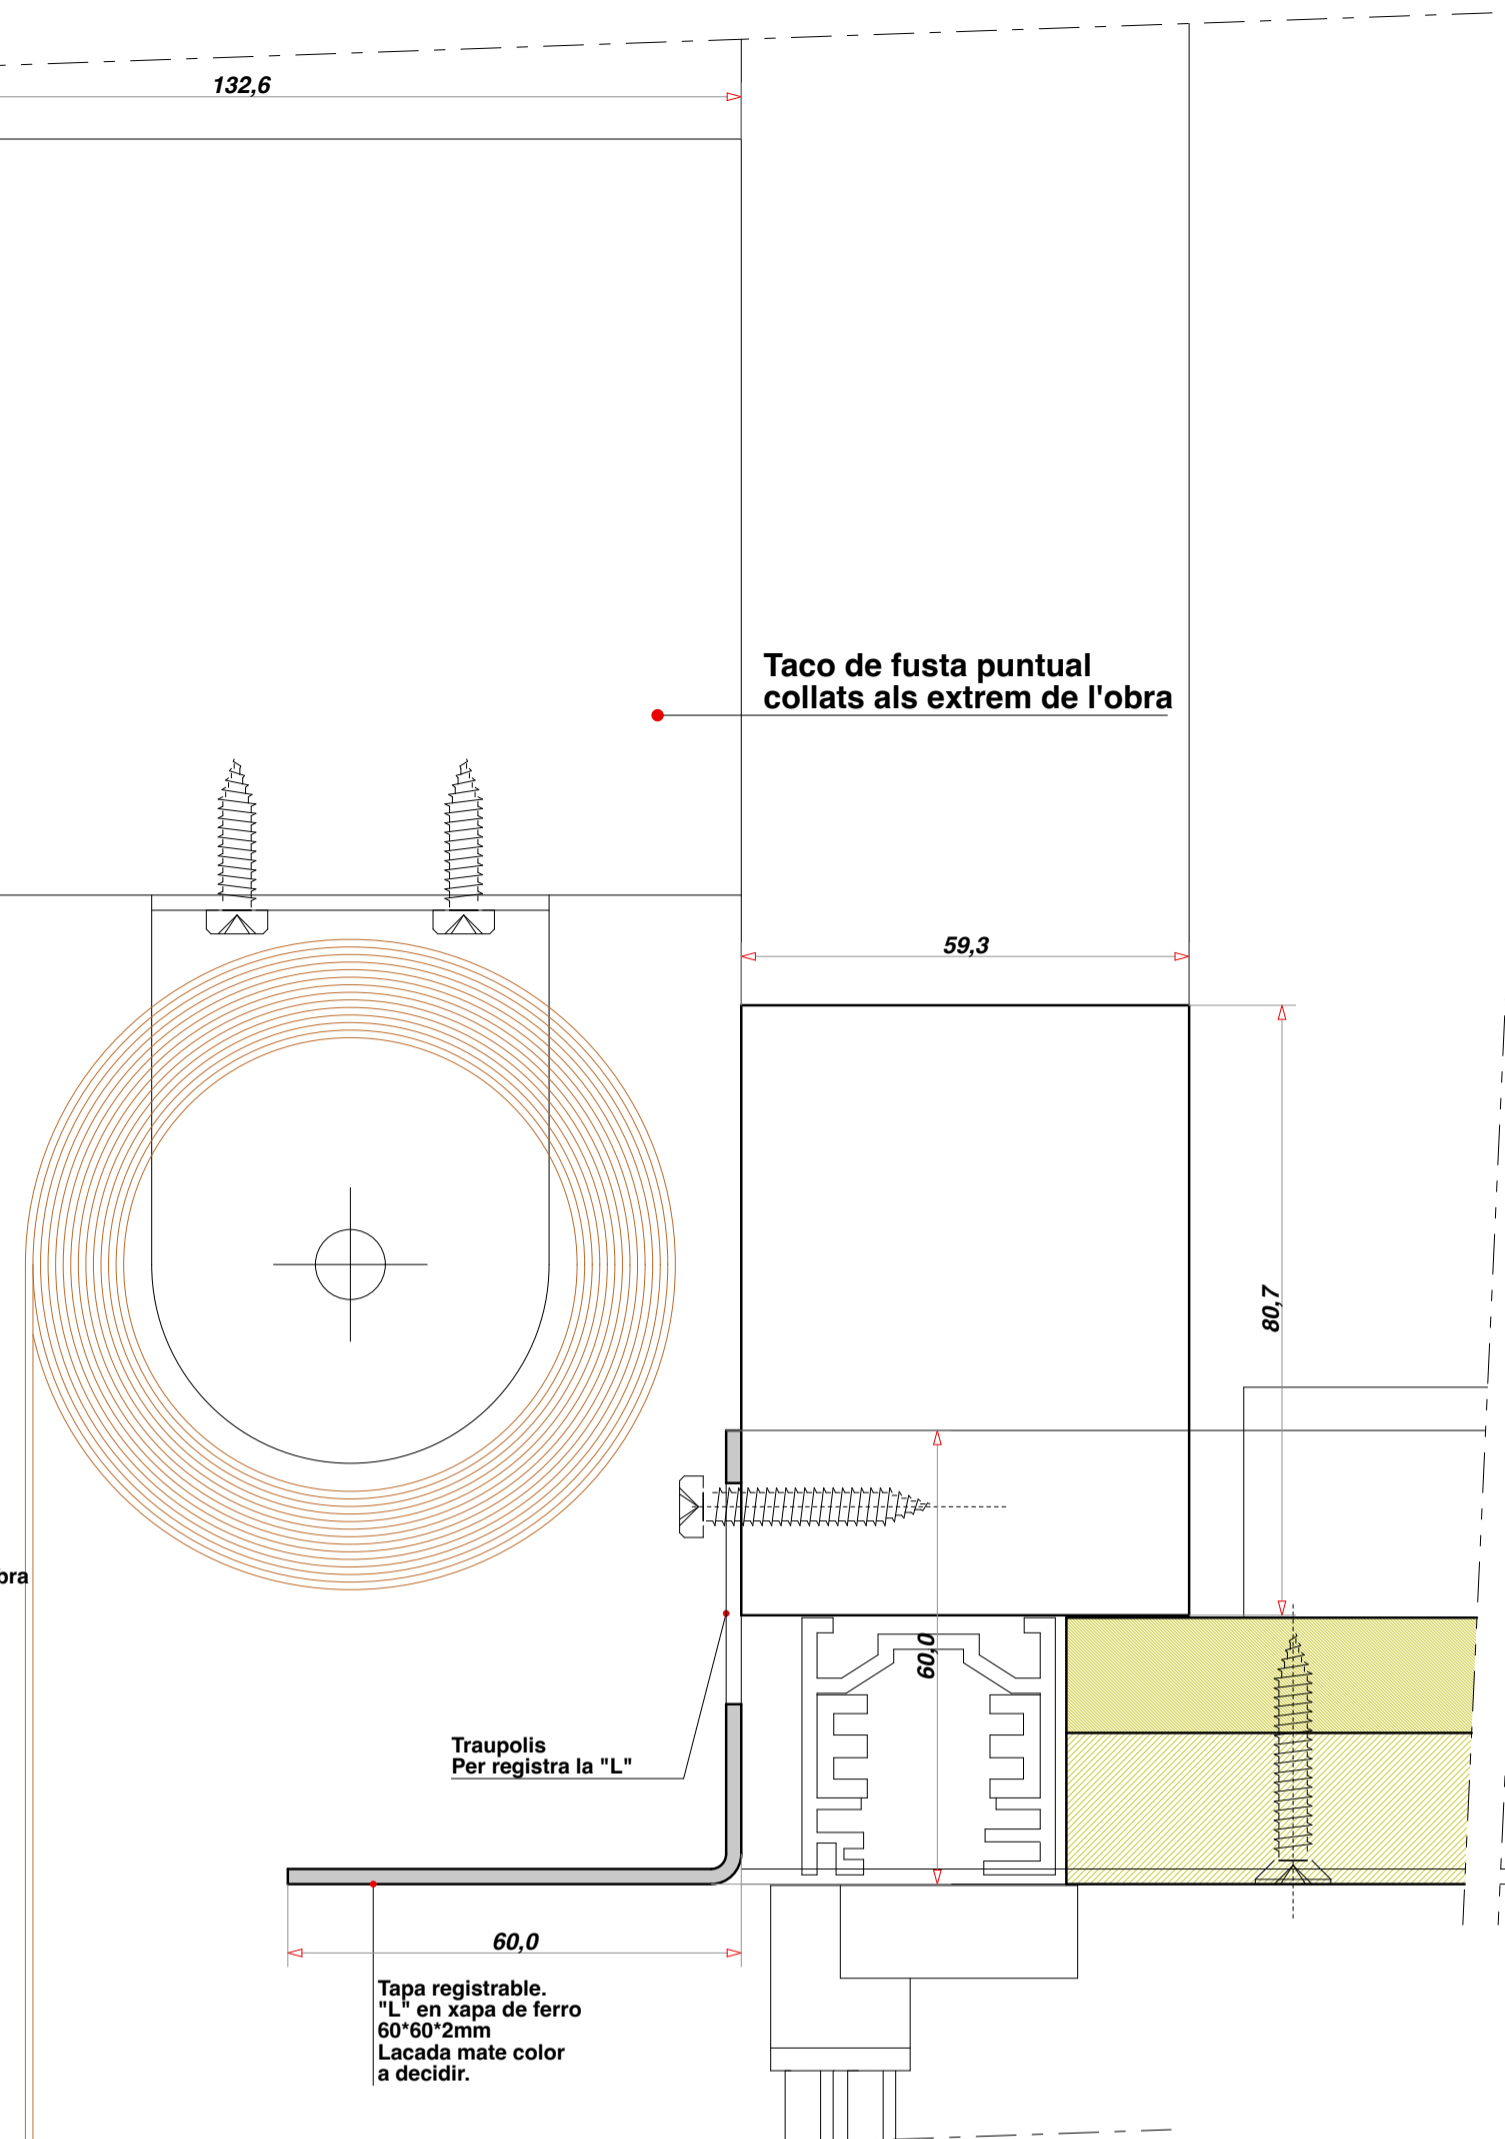 132,6
Taco de fusta puntual
collats als extrem de l'obra
59,3
80,7
bra
60,0
Traupolis
Per registra la "L"
60,0
Tapa registrable.
"L" en xapa de ferro
60*60*2mm
Lacada mate color
a decidir.